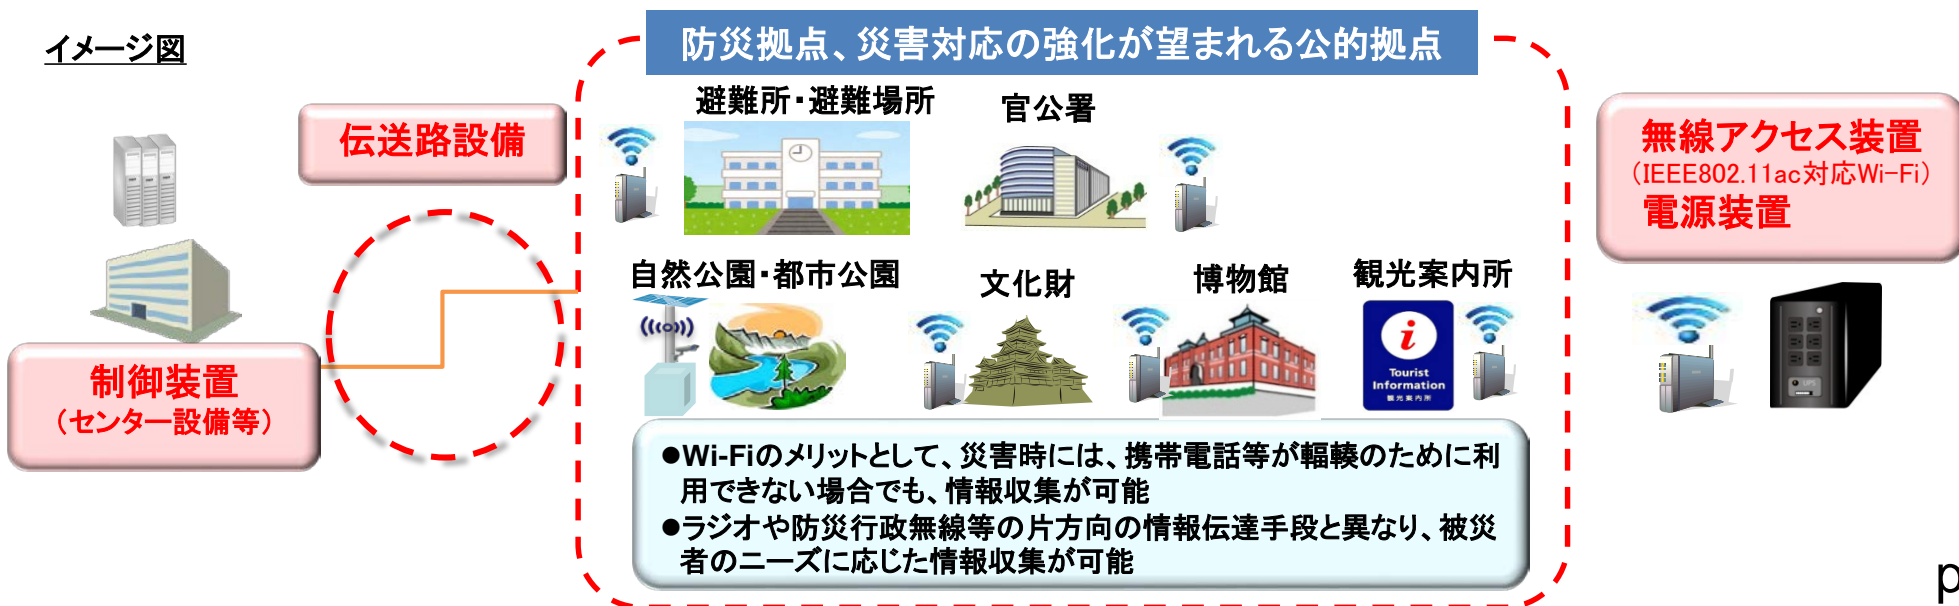 イメージ図
防災拠点、災害対応の強化が望まれる公的拠点
伝送路設備
避難所・避難場所
官公署
無線アクセス装置
（IEEE802.11ac対応Wi-Fi）
電源装置
自然公園・都市公園
文化財
博物館
観光案内所
i
Tourist
Information
観光案内所
UPS
制御装置
（センター設備等）
●Wi-Fiのメリットとして、災害時には、携帯電話等が輻輳のために利
用できない場合でも、情報収集が可能
●ラジオや防災行政無線等の片方向の情報伝達手段と異なり、被災
者のニーズに応じた情報収集が可能
p